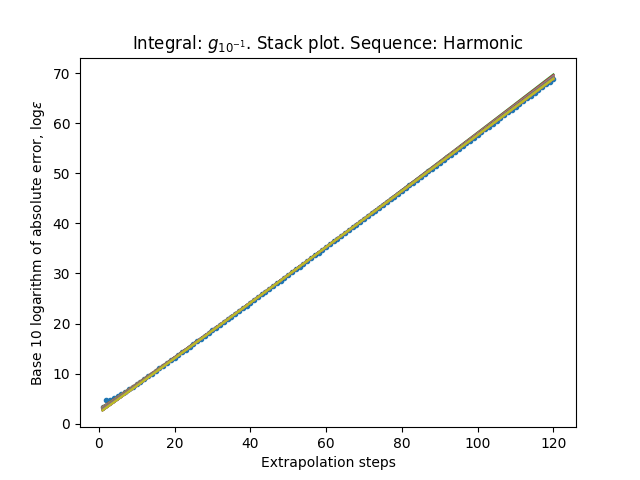 Integral: g₁₀₋₁. Stack plot. Sequence: Harmonic
Base 10 logarithm of absolute error, logε
70
60
50
40
30
20
10
0
0 20 40 60 80 100 120
Extrapolation steps